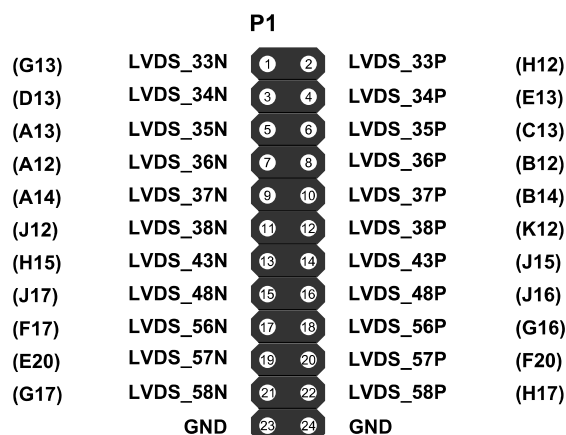 P1
(G13) LVDS_33N 1 2 LVDS_33P (H12)
(D13) LVDS_34N 3 4 LVDS_34P (E13)
(A13) LVDS_35N 5 6 LVDS_35P (C13)
(A12) LVDS_36N 7 8 LVDS_36P (B12)
(A14) LVDS_37N 9 10 LVDS_37P (B14)
(J12) LVDS_38N 11 12 LVDS_38P (K12)
(H15) LVDS_43N 13 14 LVDS_43P (J15)
(J17) LVDS_48N 15 16 LVDS_48P (J16)
(F17) LVDS_56N 17 18 LVDS_56P (G16)
(E20) LVDS_57N 19 20 LVDS_57P (F20)
(G17) LVDS_58N 21 22 LVDS_58P (H17)
GND 23 24 GND